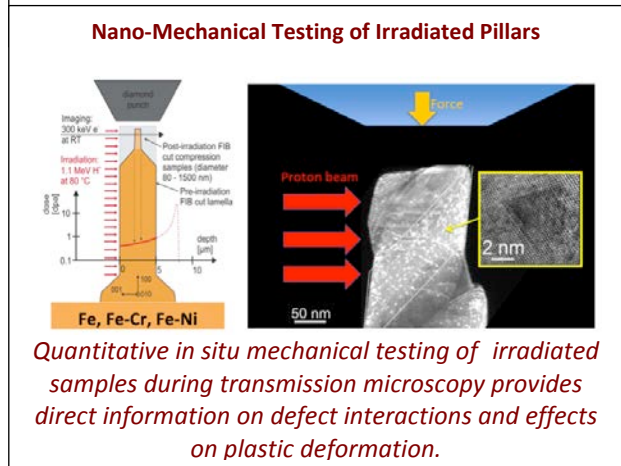 Nano-Mechanical Testing of Irradiated Pillars
diamond
punch
Imaging:
300 keV e⁻
at RT
Irradiation:
1.1 MeV H⁺
at 80 °C
Post-irradiation FIB
cut compression
samples (diameter
80 - 1500 nm)
Pre-irradiation
FIB cut lamella
dose
[dpa]
10
1
0.1
depth
[µm]
0
5
10
100
001
010
Fe, Fe-Cr, Fe-Ni
Force
Proton beam
2 nm
50 nm
Quantitative in situ mechanical testing of irradiated
samples during transmission microscopy provides
direct information on defect interactions and effects
on plastic deformation.